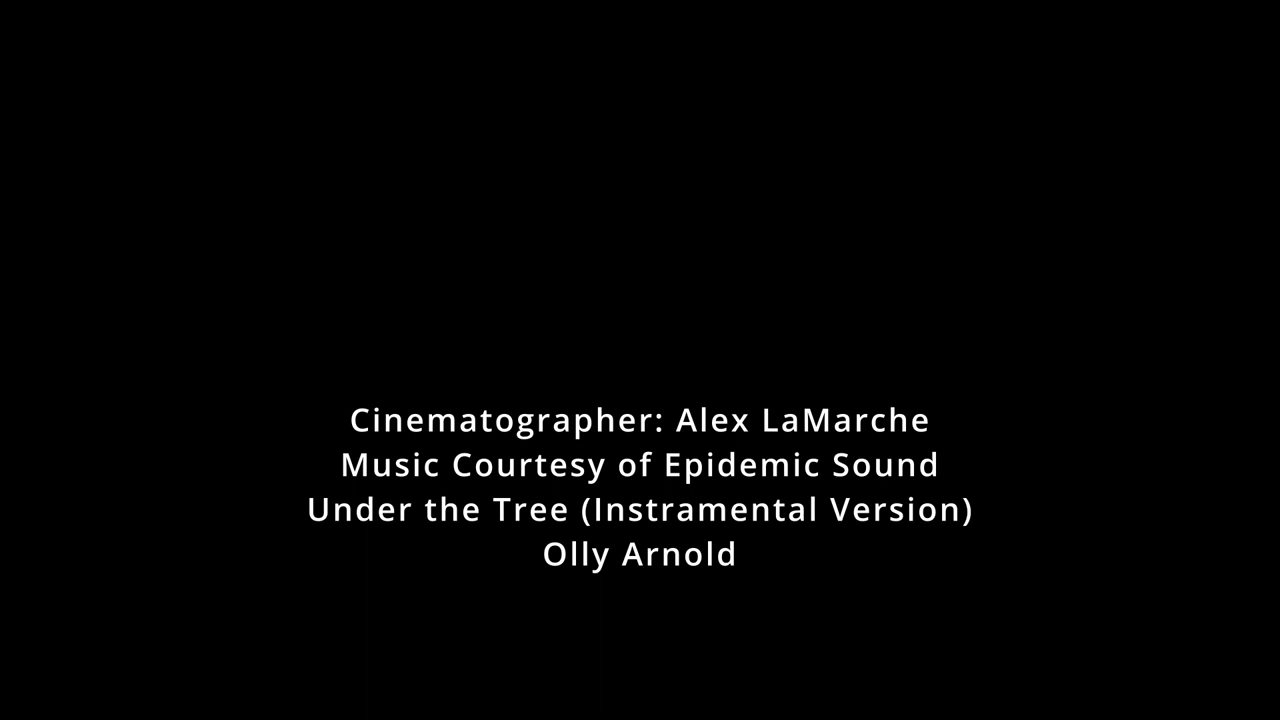 Cinematographer: Alex LaMarche
Music Courtesy of Epidemic Sound
Under the Tree (Instramental Version)
Olly Arnold